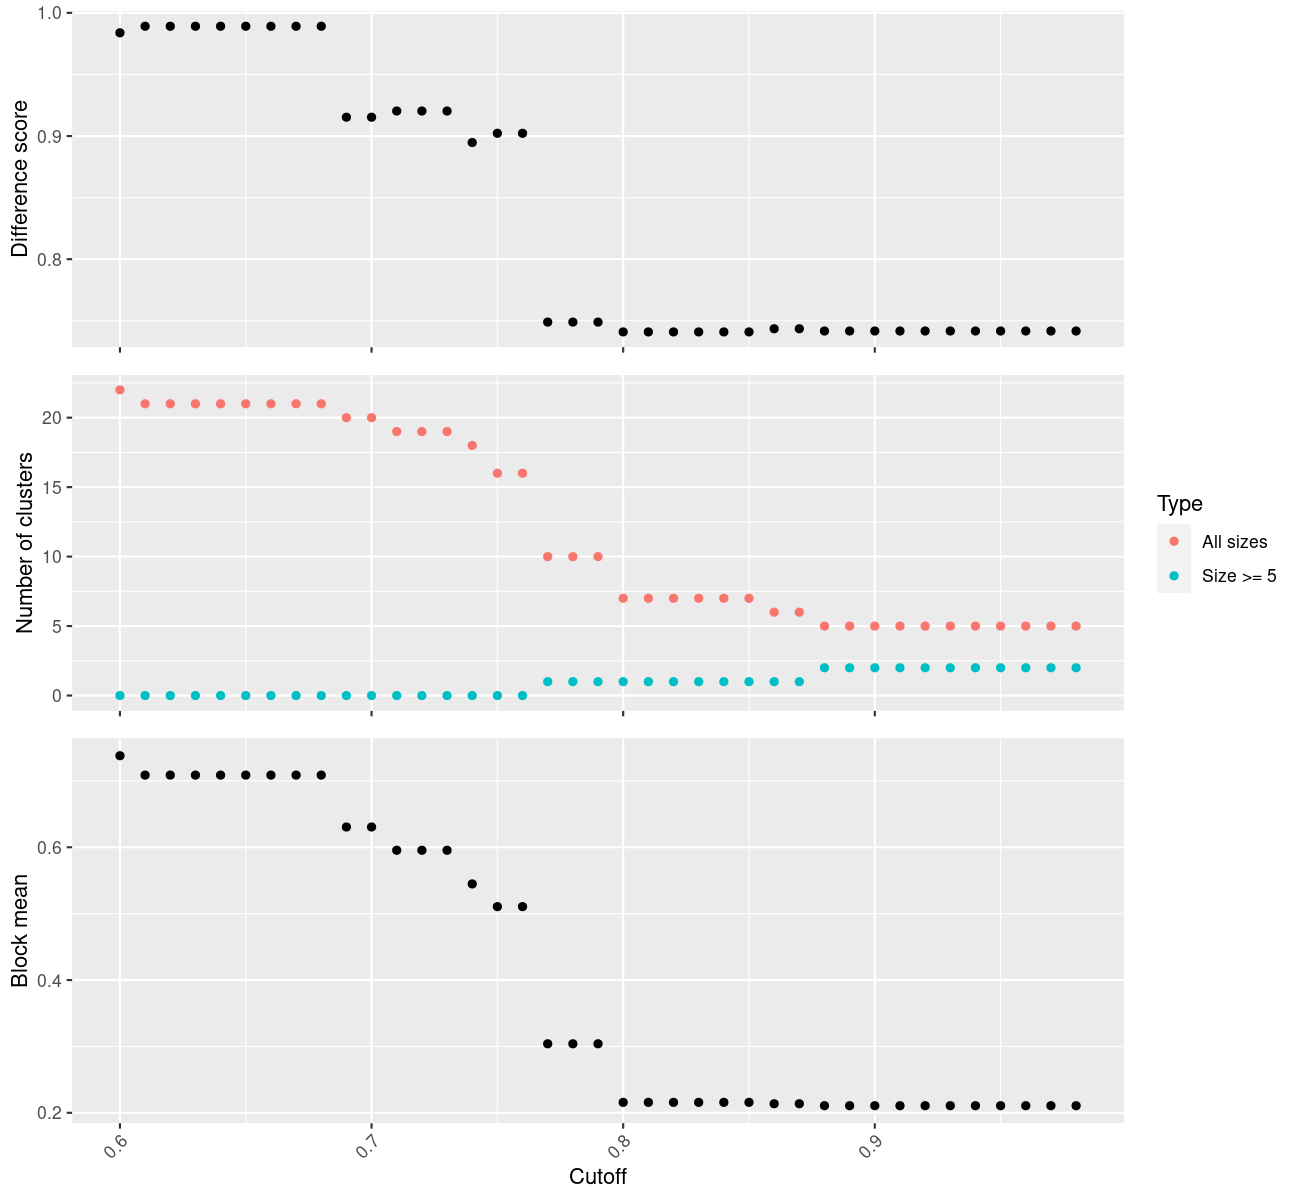 Difference score
1.0
0.9
0.8
Number of clusters
20
15
10
5
0
Type
All sizes
Size >= 5
Block mean
0.6
0.4
0.2
0.6
0.7
0.8
0.9
Cutoff